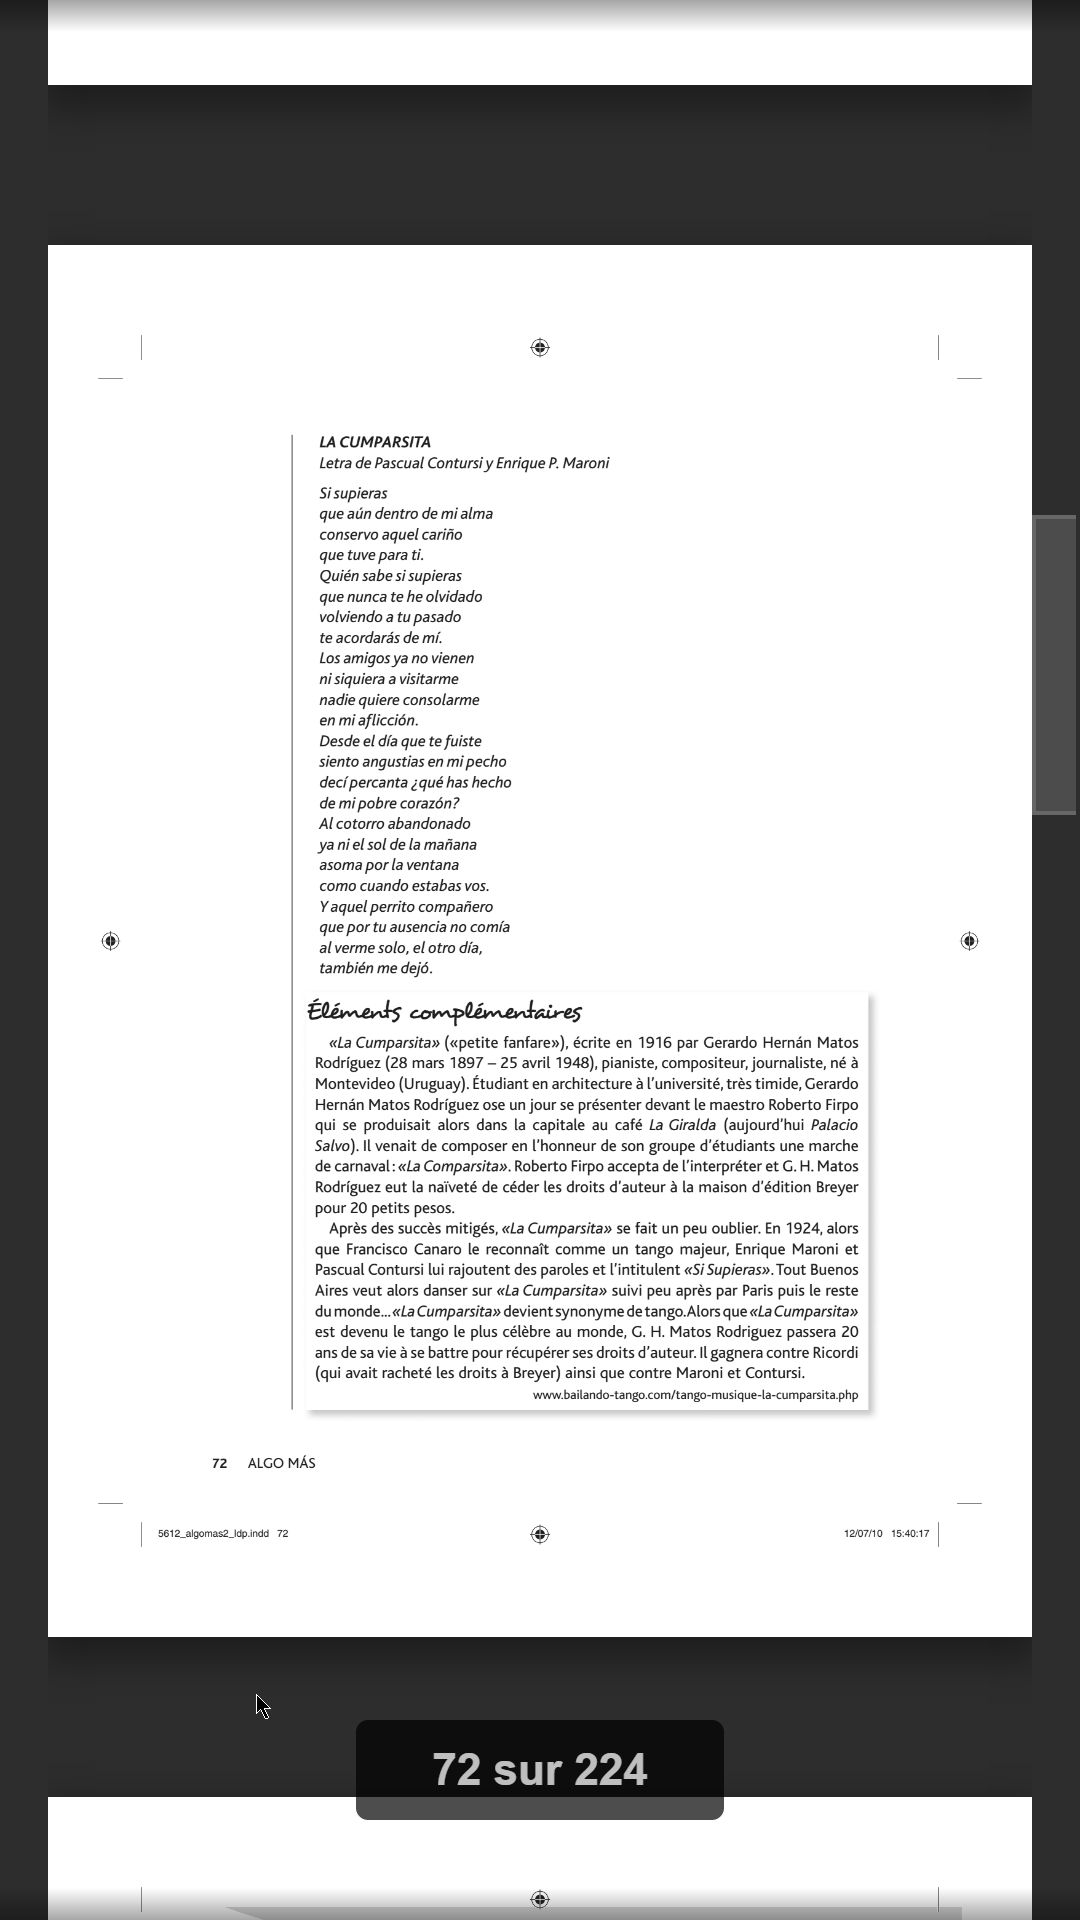 LA CUMPARSITA
Letra de Pascual Contursi y Enrique P. Maroni
Si supieras
que aún dentro de mi alma
conservo aquel cariño
que tuve para ti.
Quién sabe si supieras
que nunca te he olvidado
volviendo a tu pasado
te acordarás de mí.
Los amigos ya no vienen
ni siquiera a visitarme
nadie quiere consolarme
en mi aflicción.
Desde el día que te fuiste
siento angustias en mi pecho
decí percanta ¿qué has hecho
de mi pobre corazón?
Al cotorro abandonado
ya ni el sol de la mañana
asoma por la ventana
como cuando estabas vos.
Y aquel perrito compañero
que por tu ausencia no comía
al verme solo, el otro día,
también me dejó.
Éléments complémentaires
«La Cumparsita» («petite fanfare»), écrite en 1916 par Gerardo Hernán Matos
Rodríguez (28 mars 1897 – 25 avril 1948), pianiste, compositeur, journaliste, né à
Montevideo (Uruguay). Étudiant en architecture à l'université, très timide, Gerardo
Hernán Matos Rodríguez ose un jour se présenter devant le maestro Roberto Firpo
qui se produisait alors dans la capitale au café La Giralda (aujourd'hui Palacio
Salvo). Il venait de composer en l'honneur de son groupe d'étudiants une marche
de carnaval : «La Comparsita». Roberto Firpo accepta de l'interpréter et G. H. Matos
Rodríguez eut la naïveté de céder les droits d'auteur à la maison d'édition Breyer
pour 20 petits pesos.
Après des succès mitigés, «La Cumparsita» se fait un peu oublier. En 1924, alors
que Francisco Canaro le reconnaît comme un tango majeur, Enrique Maroni et
Pascual Contursi lui rajoutent des paroles et l'intitulent «Si Supieras». Tout Buenos
Aires veut alors danser sur «La Cumparsita» suivi peu après par Paris puis le reste
du monde... «La Cumparsita» devient synonyme de tango. Alors que «La Cumparsita»
est devenu le tango le plus célèbre au monde, G. H. Matos Rodriguez passera 20
ans de sa vie à se battre pour récupérer ses droits d'auteur. Il gagnera contre Ricordi
(qui avait racheté les droits à Breyer) ainsi que contre Maroni et Contursi.
www.bailando-tango.com/tango-musique-la-cumparsita.php
72 ALGO MÁS
5612_algomas2_ldp.indd 72 12/07/10 15:40:17
72 sur 224